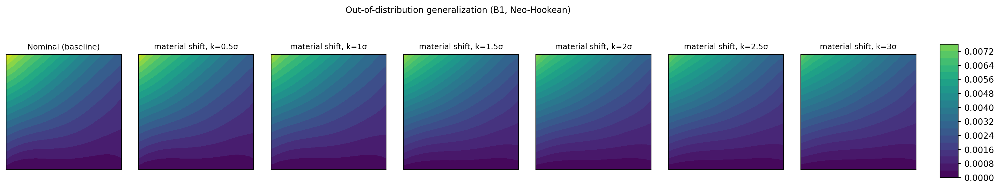 Out-of-distribution generalization (B1, Neo-Hookean)
Nominal (baseline)
material shift, k=0.5σ
material shift, k=1σ
material shift, k=1.5σ
material shift, k=2σ
material shift, k=2.5σ
material shift, k=3σ
0.0072
0.0064
0.0056
0.0048
0.0040
0.0032
0.0024
0.0016
0.0008
0.0000